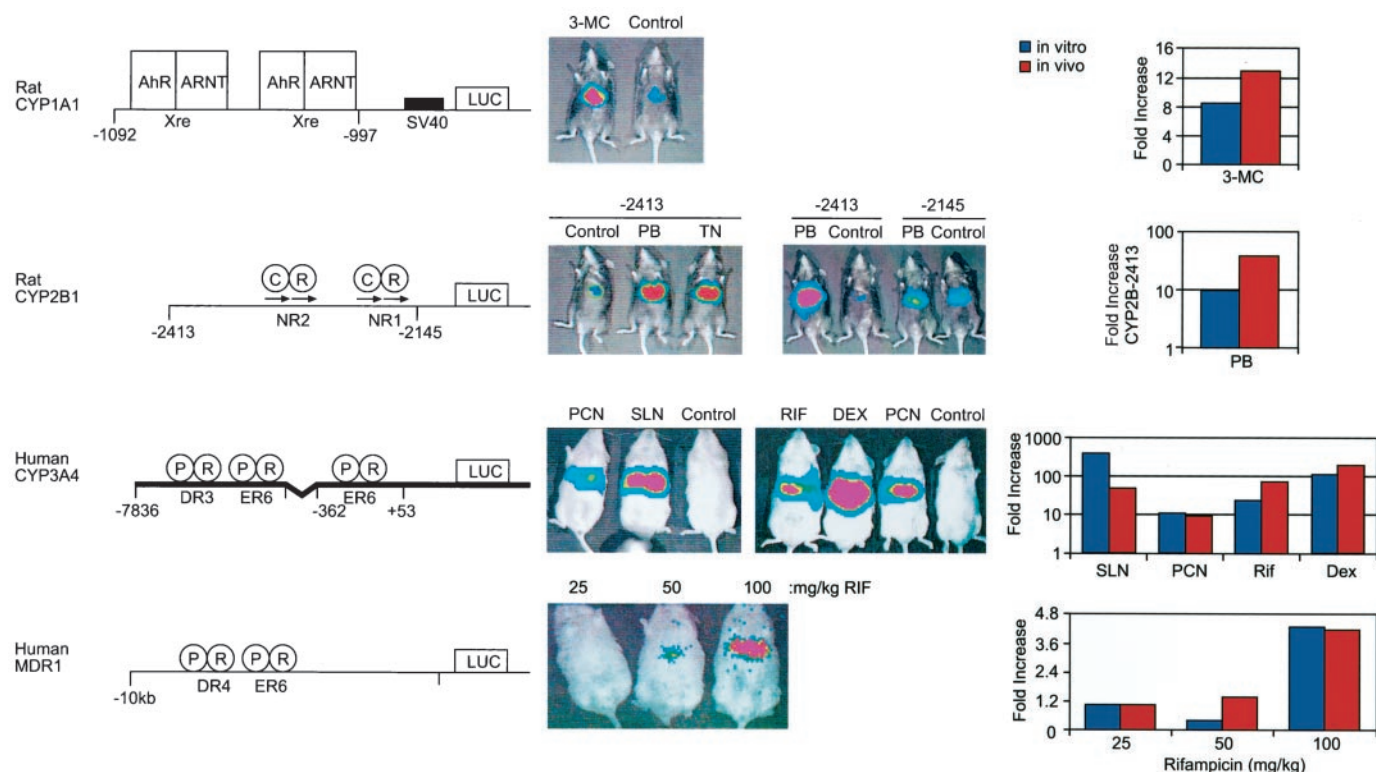 3-MC Control
AhR ARNT AhR ARNT
Rat
CYP1A1
LUC
Xre Xre SV40
-1092 -997
in vitro
in vivo
Fold Increase
16
12
8
4
0
3-MC
-2413
Control PB TN
-2413 -2145
PB Control PB Control
Rat
CYP2B1
C R C R
LUC
NR2 NR1
-2413 -2145
Fold Increase
CYP2B-2413
100
10
1
PB
PCN SLN Control
RIF DEX PCN Control
Human
CYP3A4
P R P R P R
LUC
DR3 ER6 ER6
-7836 -362 +53
Fold Increase
1000
100
10
1
SLN PCN Rif Dex
25 50 100 :mg/kg RIF
Human
MDR1
P R P R
LUC
DR4 ER6
-10kb
Fold Increase
4.8
3.6
2.4
1.2
0
25 50 100
Rifampicin (mg/kg)